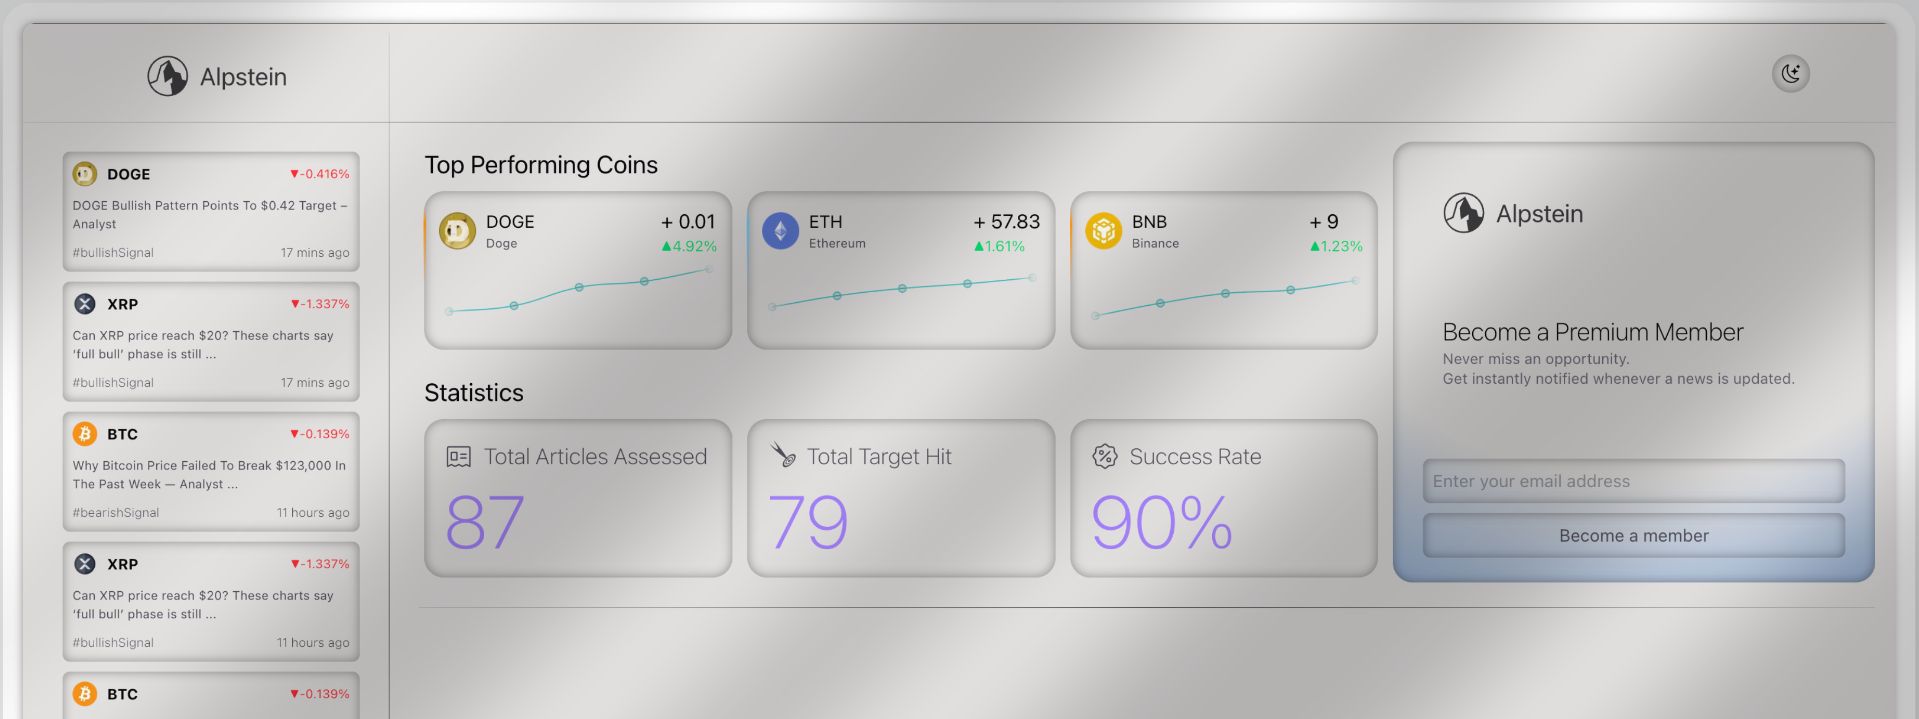 Alpstein
DOGE
▼-0.416%
DOGE Bullish Pattern Points To $0.42 Target –
Analyst
#bullishSignal
17 mins ago
XRP
▼-1.337%
Can XRP price reach $20? These charts say
‘full bull’ phase is still ...
#bullishSignal
17 mins ago
BTC
▼-0.139%
Why Bitcoin Price Failed To Break $123,000 In
The Past Week — Analyst ...
#bearishSignal
11 hours ago
XRP
▼-1.337%
Can XRP price reach $20? These charts say
‘full bull’ phase is still ...
#bullishSignal
11 hours ago
BTC
▼-0.139%
Top Performing Coins
DOGE
+ 0.01
Doge
▲4.92%
ETH
+ 57.83
Ethereum
▲1.61%
BNB
+ 9
Binance
▲1.23%
Statistics
Total Articles Assessed
87
Total Target Hit
79
Success Rate
90%
Alpstein
Become a Premium Member
Never miss an opportunity.
Get instantly notified whenever a news is updated.
Enter your email address
Become a member